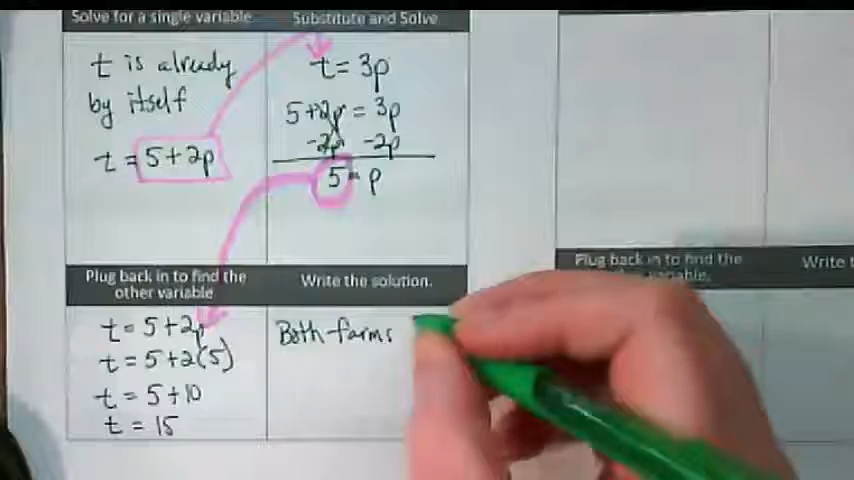 Solve for a single variable
Substitute and Solve
t is already
by itself
t = 5+2p
t = 3p
5+2p = 3p
-2p -2p
5 = p
Plug back in to find the
other variable
Write the solution.
t = 5+2p
t = 5+2(5)
t = 5+10
t = 15
Both farms
Plug back in to find the
variable.
Write